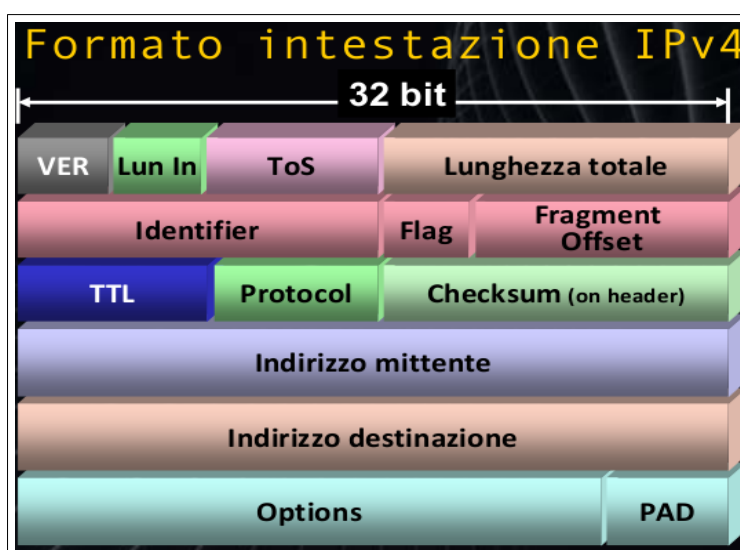 Formato intestazione IPv4
32 bit
VER Lun In ToS Lunghezza totale
Identifier Flag Fragment Offset
TTL Protocol Checksum (on header)
Indirizzo mittente
Indirizzo destinazione
Options PAD